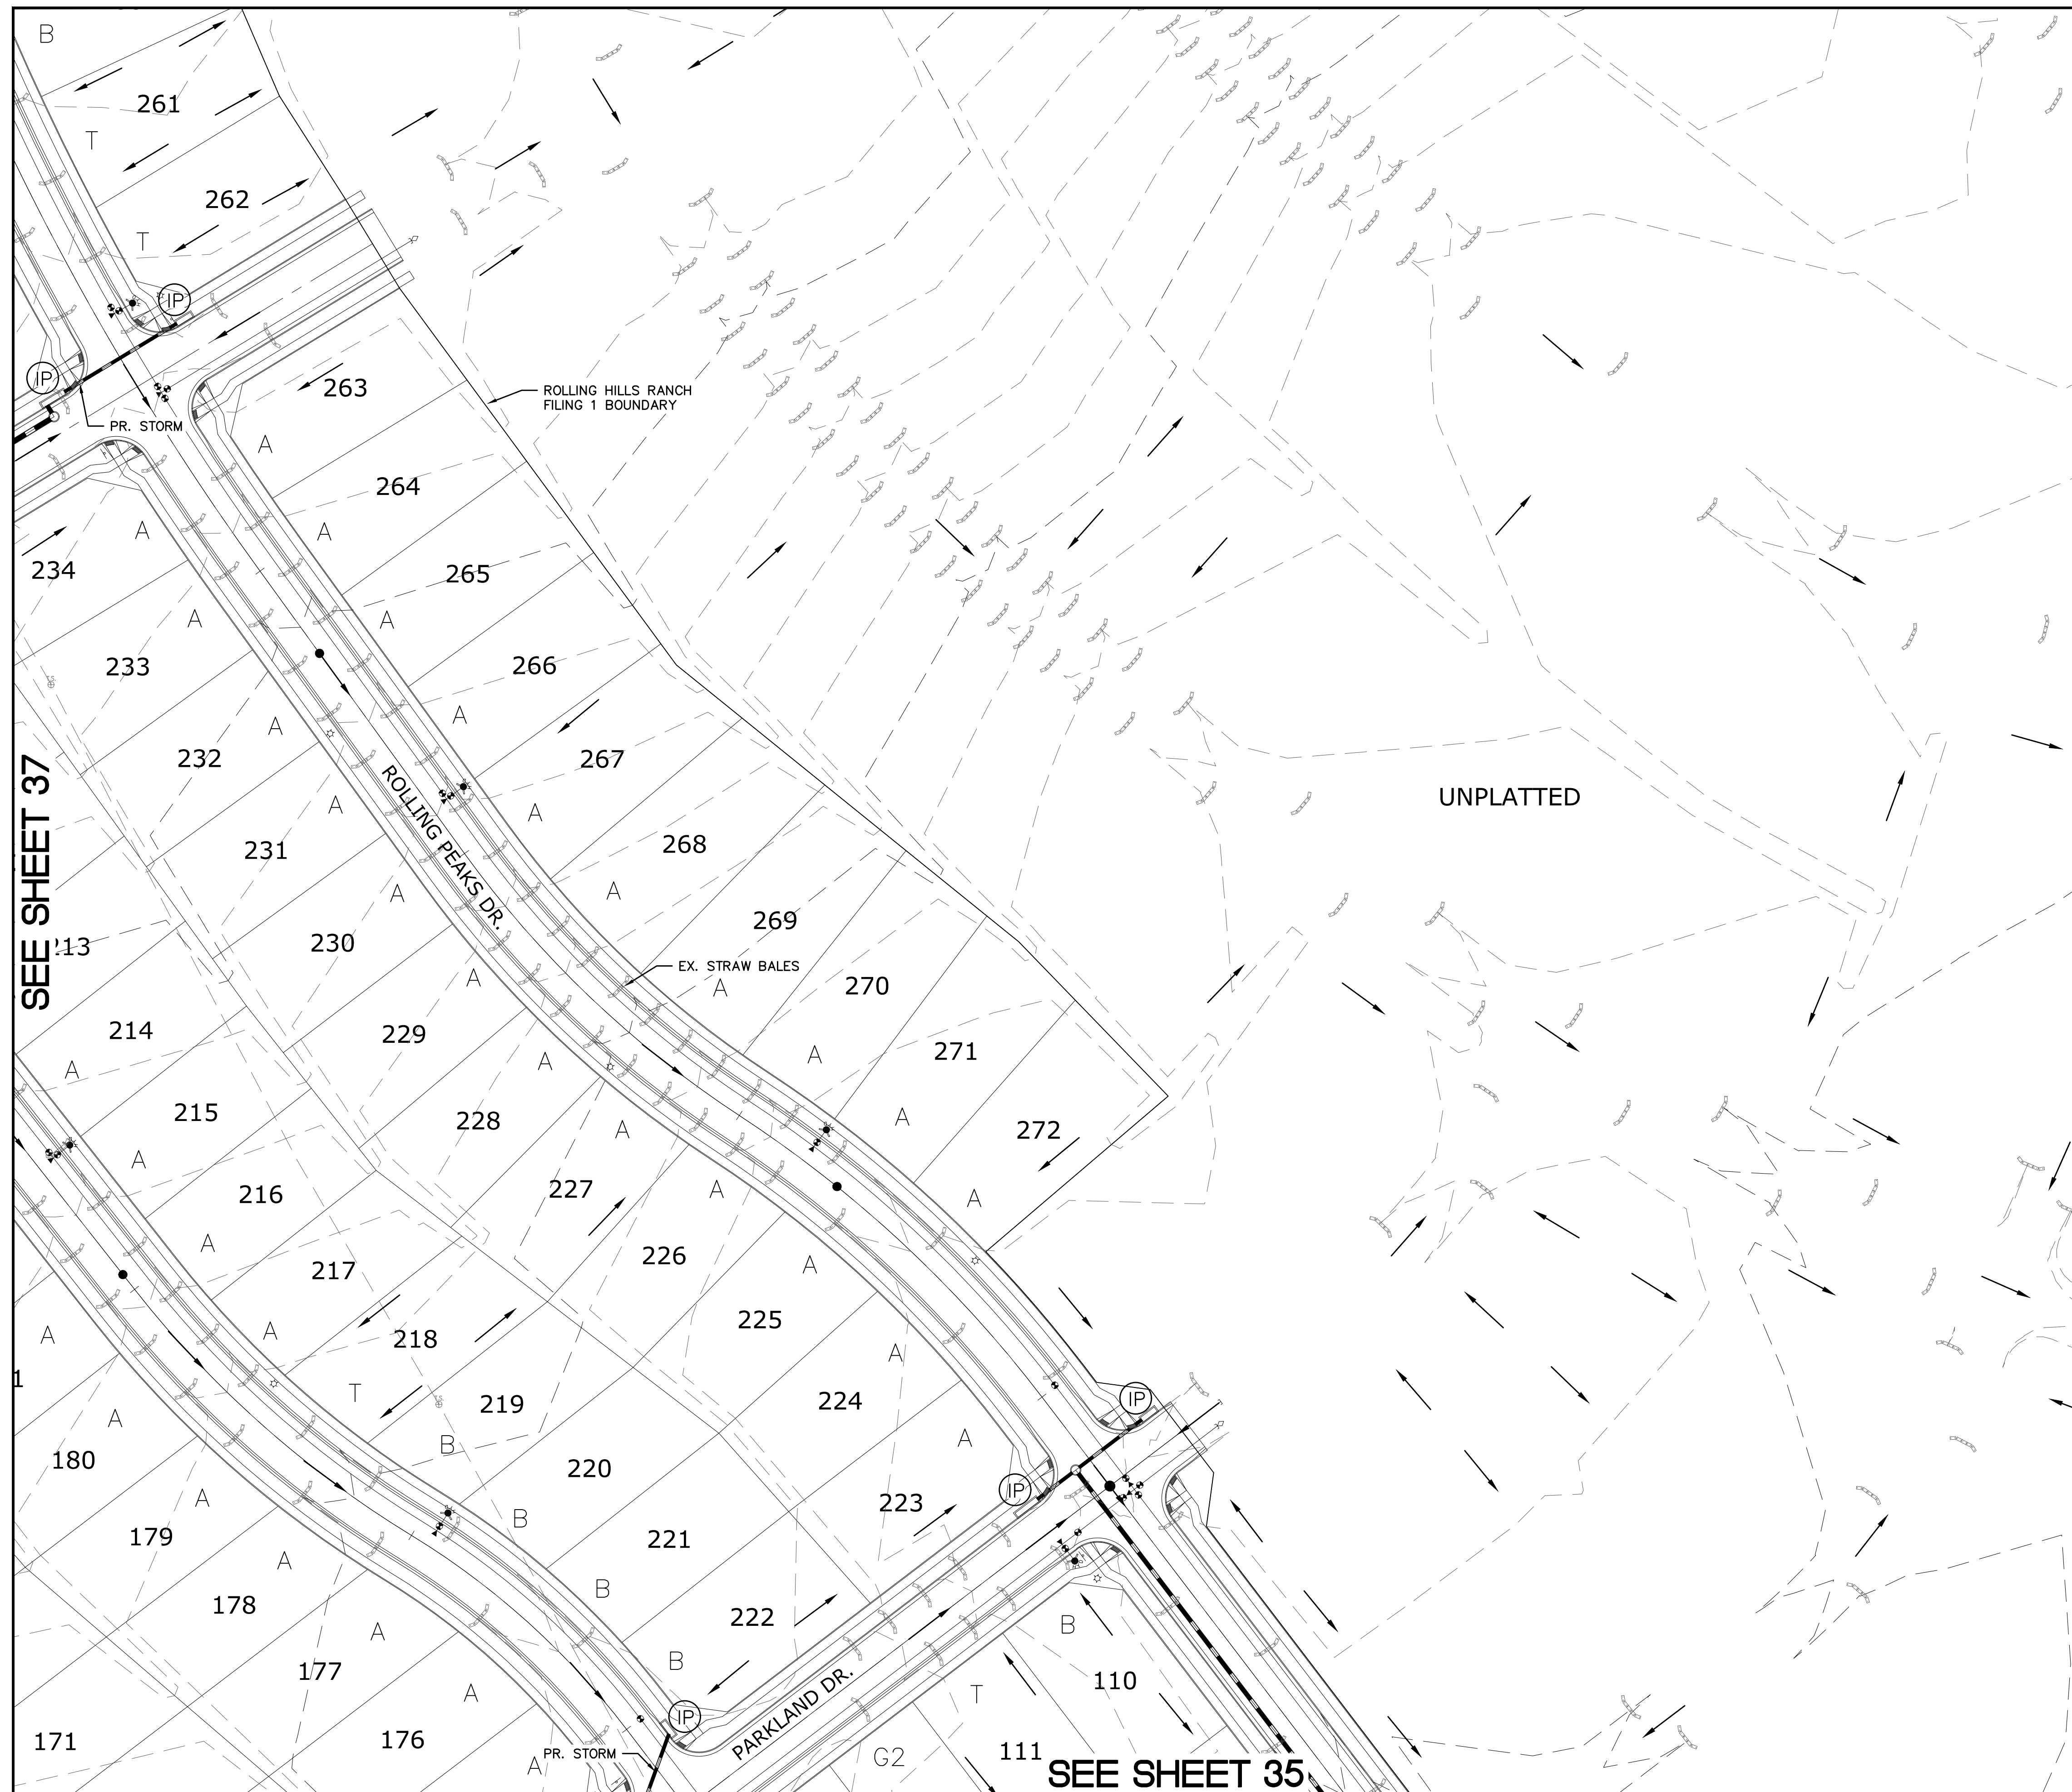 B
261
T
262
T
IP
IP
PR. STORM
263
ROLLING HILLS RANCH
FILING 1 BOUNDARY
A
264
A
A
234
265
A
A
233
266
A
A
232
267
ROLLING PEAKS DR.
UNPLATTED
A
A
231
268
A
A
SEE SHEET 37
213
230
269
EX. STRAW BALES
A
A
270
214
229
271
A
A
A
215
228
272
A
A
A
216
227
A
A
A
226
217
A
225
A
218
A
A
1
T
219
224
A
IP
A
B
A
180
220
IP
223
A
B
179
221
A
B
178
222
B
A
B
177
110
T
A
IP
PARKLAND DR.
171
176
PR. STORM
A
G2
111
SEE SHEET 35